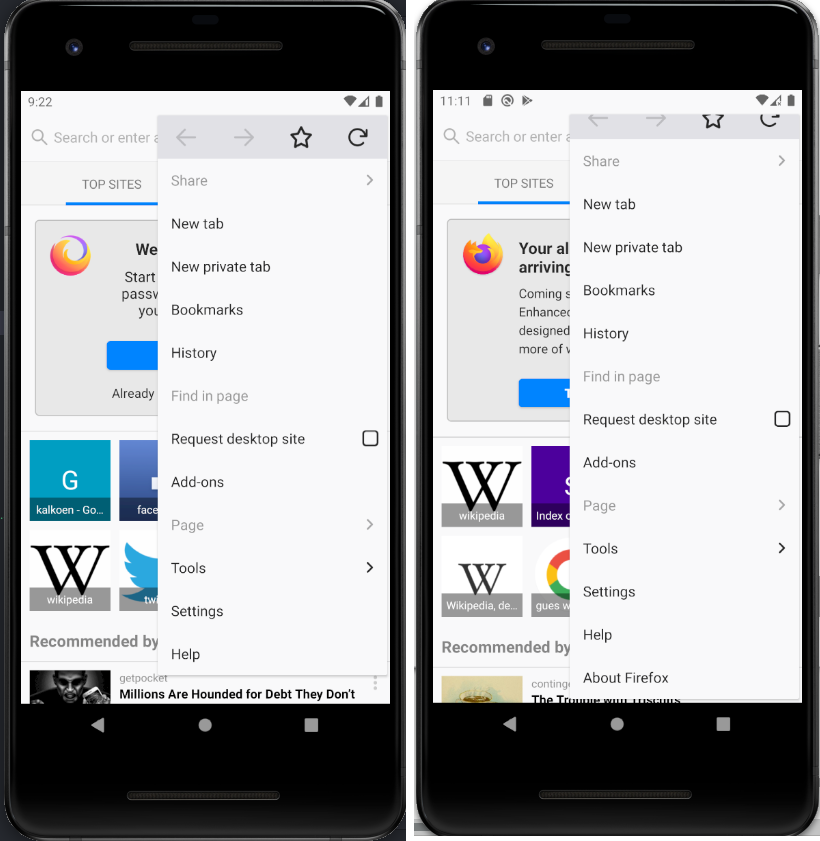 9:22
Search or enter a
TOP SITES
We
Start
passw
you
Already
G
kalkoen - Go...
face
wikipedia
twi
Recommended by
getpocket
Millions Are Hounded for Debt They Don't
Share
New tab
New private tab
Bookmarks
History
Find in page
Request desktop site
Add-ons
Page
Tools
Settings
Help
11:11
Search or enter a
TOP SITES
Your al
arriving
Coming s
Enhanced
designed
more of w
T
W
wikipedia
Index o
W
Wikipedia, de...
gues w
Recommended by
conting
The Trouble with Triscuits
Share
New tab
New private tab
Bookmarks
History
Find in page
Request desktop site
Add-ons
Page
Tools
Settings
Help
About Firefox